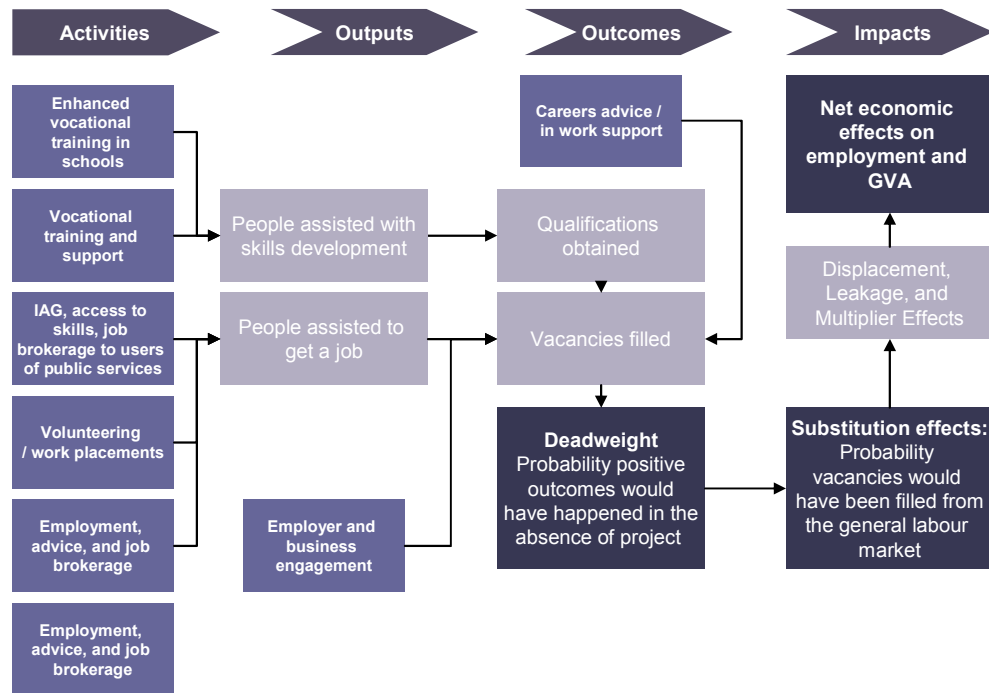 Activities
Outputs
Outcomes
Impacts
Enhanced
vocational
training in
schools
Vocational
training and
support
IAG, access to
skills, job
brokerage to users
of public services
Volunteering
/ work placements
Employment,
advice, and job
brokerage
Employment,
advice, and job
brokerage
People assisted with
skills development
People assisted to
get a job
Employer and
business
engagement
Careers advice /
in work support
Qualifications
obtained
Vacancies filled
Deadweight
Probability positive
outcomes would
have happened in the
absence of project
Net economic
effects on
employment and
GVA
Displacement,
Leakage, and
Multiplier Effects
Substitution effects:
Probability
vacancies would
have been filled from
the general labour
market